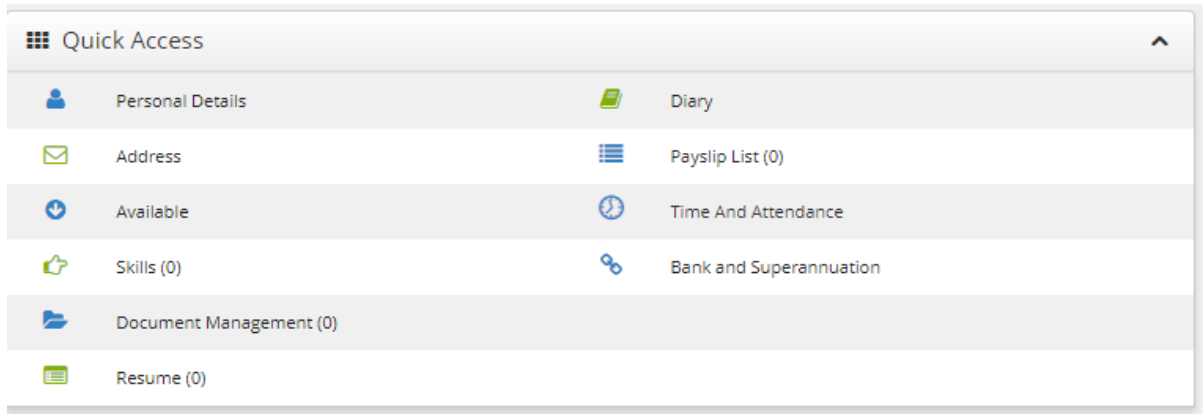 Quick Access
Personal Details
Diary
Address
Payslip List (0)
Available
Time And Attendance
Skills (0)
Bank and Superannuation
Document Management (0)
Resume (0)